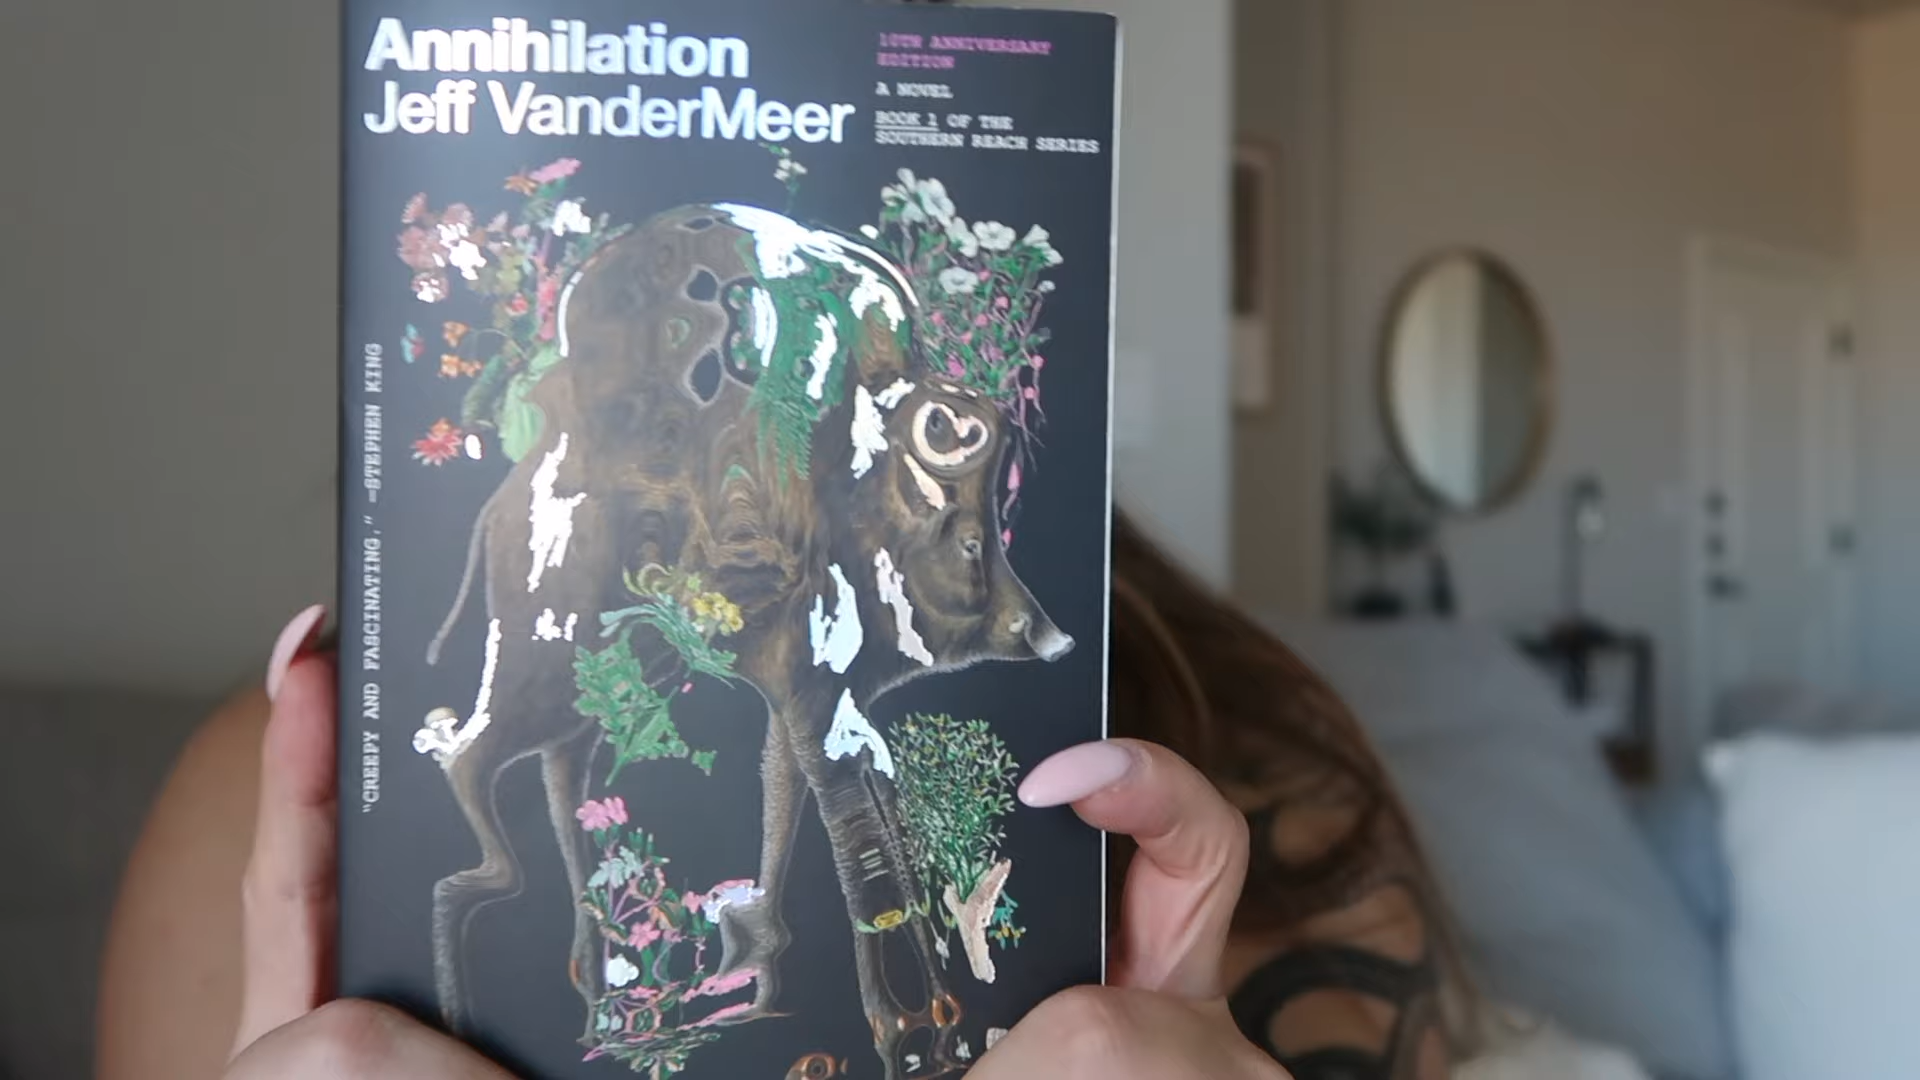 Annihilation
Jeff VanderMeer
10TH ANNIVERSARY
EDITION
A NOVEL
BOOK 1 OF THE
SOUTHERN REACH SERIES
"CREEPY AND FASCINATING." —STEPHEN KING